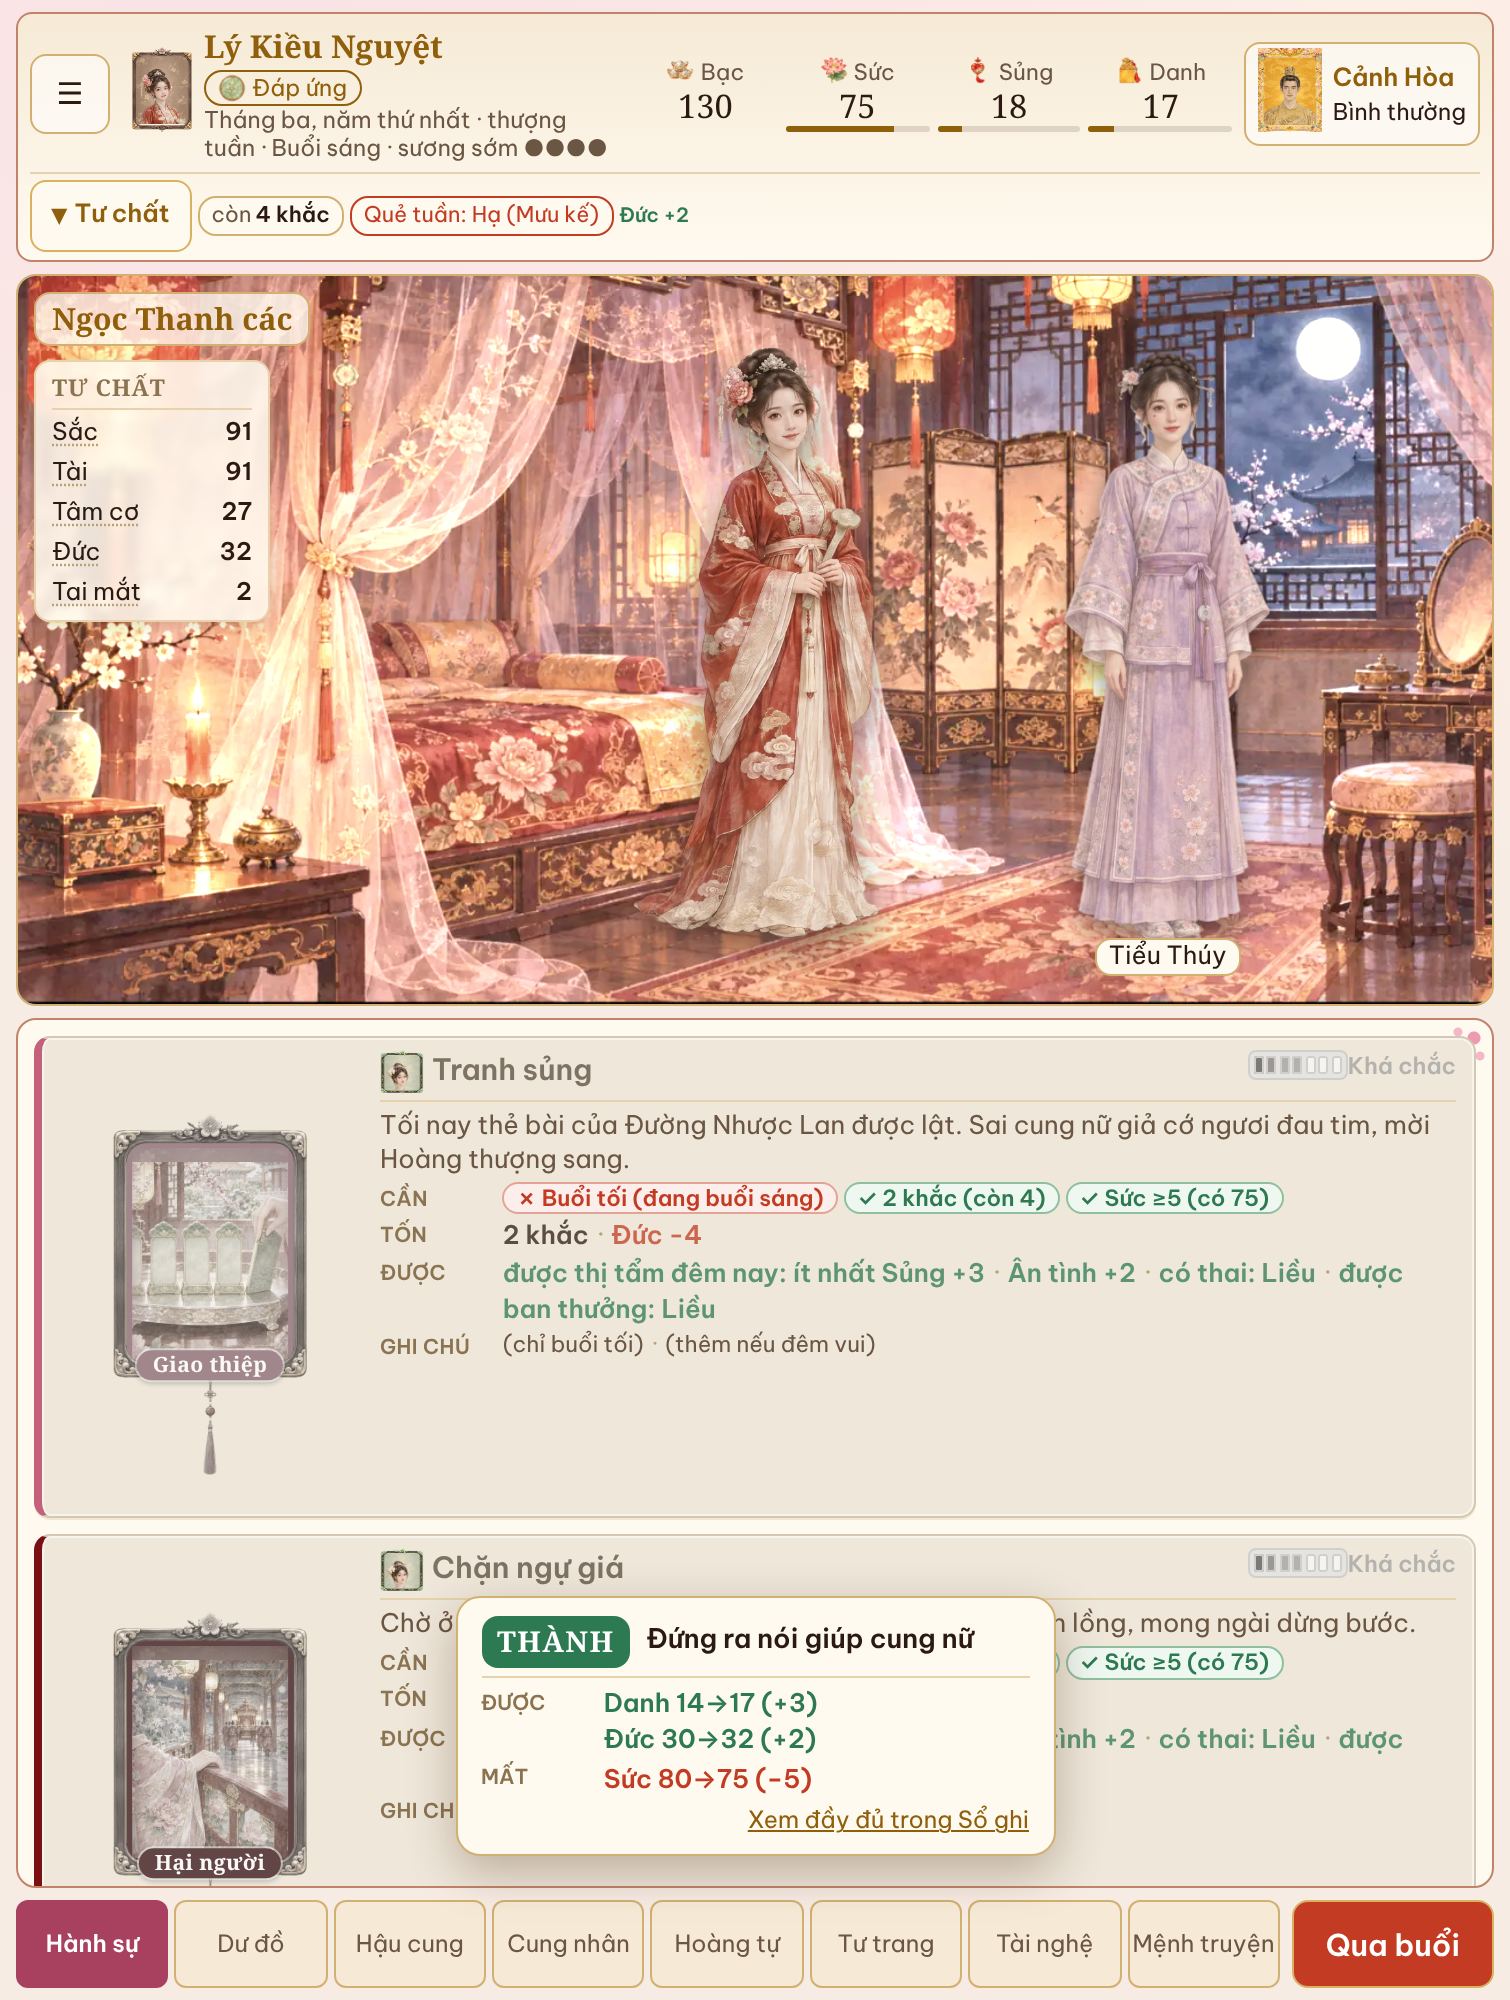 ☰
Lý Kiều Nguyệt
Đáp ứng
Tháng ba, năm thứ nhất · thượng
tuần · Buổi sáng · sương sớm ●●●●
Bạc
130
Sức
75
Sủng
18
Danh
17
Cảnh Hòa
Bình thường
▼ Tư chất
còn 4 khắc
Quẻ tuần: Hạ (Mưu kế)
Đức +2
Ngọc Thanh các
TƯ CHẤT
Sắc 91
Tài 91
Tâm cơ 27
Đức 32
Tai mắt 2
Tiểu Thúy
Tranh sủng
Khá chắc
Tối nay thẻ bài của Đường Nhược Lan được lật. Sai cung nữ giả cớ ngươi đau tim, mời
Hoàng thượng sang.
CẦN × Buổi tối (đang buổi sáng) ✓ 2 khắc (còn 4) ✓ Sức ≥5 (có 75)
TỐN 2 khắc · Đức -4
ĐƯỢC được thị tẩm đêm nay: ít nhất Sủng +3 · Ân tình +2 · có thai: Liều · được
ban thưởng: Liều
GHI CHÚ (chỉ buổi tối) · (thêm nếu đêm vui)
Giao thiệp
Chặn ngự giá
Khá chắc
Chờ ở
lồng, mong ngài dừng bước.
CẦN
✓ Sức ≥5 (có 75)
TỐN
ĐƯỢC
tình +2 · có thai: Liều · được
GHI CH
Hại người
THÀNH Đứng ra nói giúp cung nữ
ĐƯỢC Danh 14→17 (+3)
Đức 30→32 (+2)
MẤT Sức 80→75 (-5)
Xem đầy đủ trong Sổ ghi
Hành sự
Dư đồ
Hậu cung
Cung nhân
Hoàng tự
Tư trang
Tài nghệ
Mệnh truyện
Qua buổi